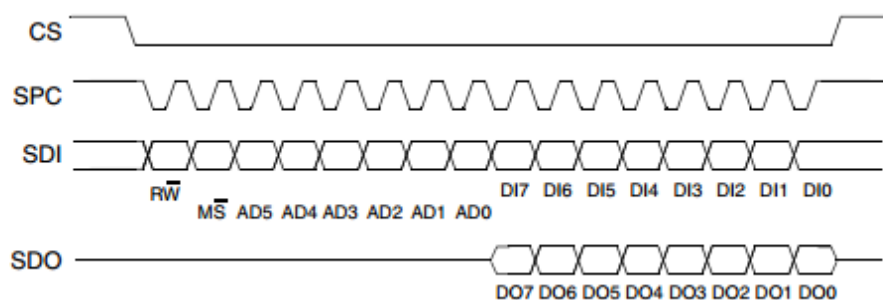 CS
SPC
SDI
RW̅ DI7 DI6 DI5 DI4 DI3 DI2 DI1 DI0
MS̅ AD5 AD4 AD3 AD2 AD1 AD0
SDO
DO7 DO6 DO5 DO4 DO3 DO2 DO1 DO0